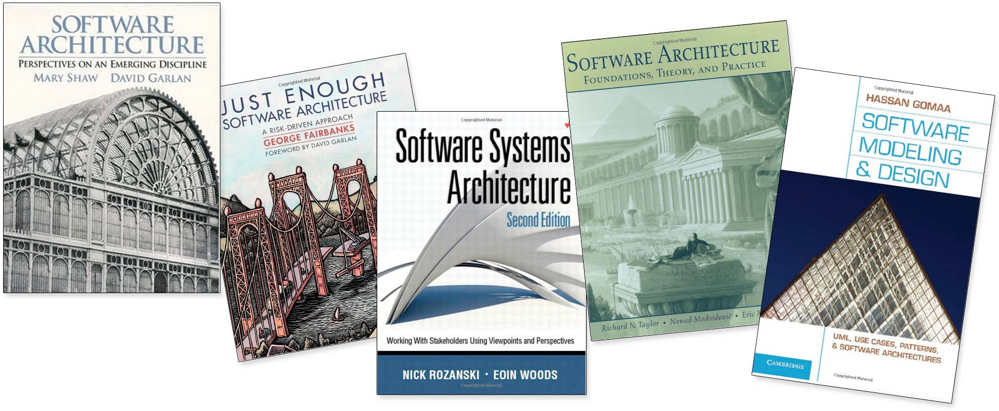 SOFTWARE
ARCHITECTURE
PERSPECTIVES ON AN EMERGING DISCIPLINE
MARY SHAW DAVID GARLAN
Copyrighted Material
JUST ENOUGH
SOFTWARE ARCHITECTURE
A RISK-DRIVEN APPROACH
GEORGE FAIRBANKS
FOREWORD BY DAVID GARLAN
Copyrighted Material
Copyrighted Material
Software Systems
Architecture
Second Edition
Working With Stakeholders Using Viewpoints and Perspectives
NICK ROZANSKI • EOIN WOODS
Copyrighted Material
Copyrighted Material
SOFTWARE ARCHITECTURE
FOUNDATIONS, THEORY, AND PRACTICE
Richard N. Taylor • Nenad Medvidović • Eric
Copyrighted Material
HASSAN GOMAA
SOFTWARE
MODELING
& DESIGN
UML, USE CASES, PATTERNS,
& SOFTWARE ARCHITECTURES
CAMBRIDGE
Copyrighted Material